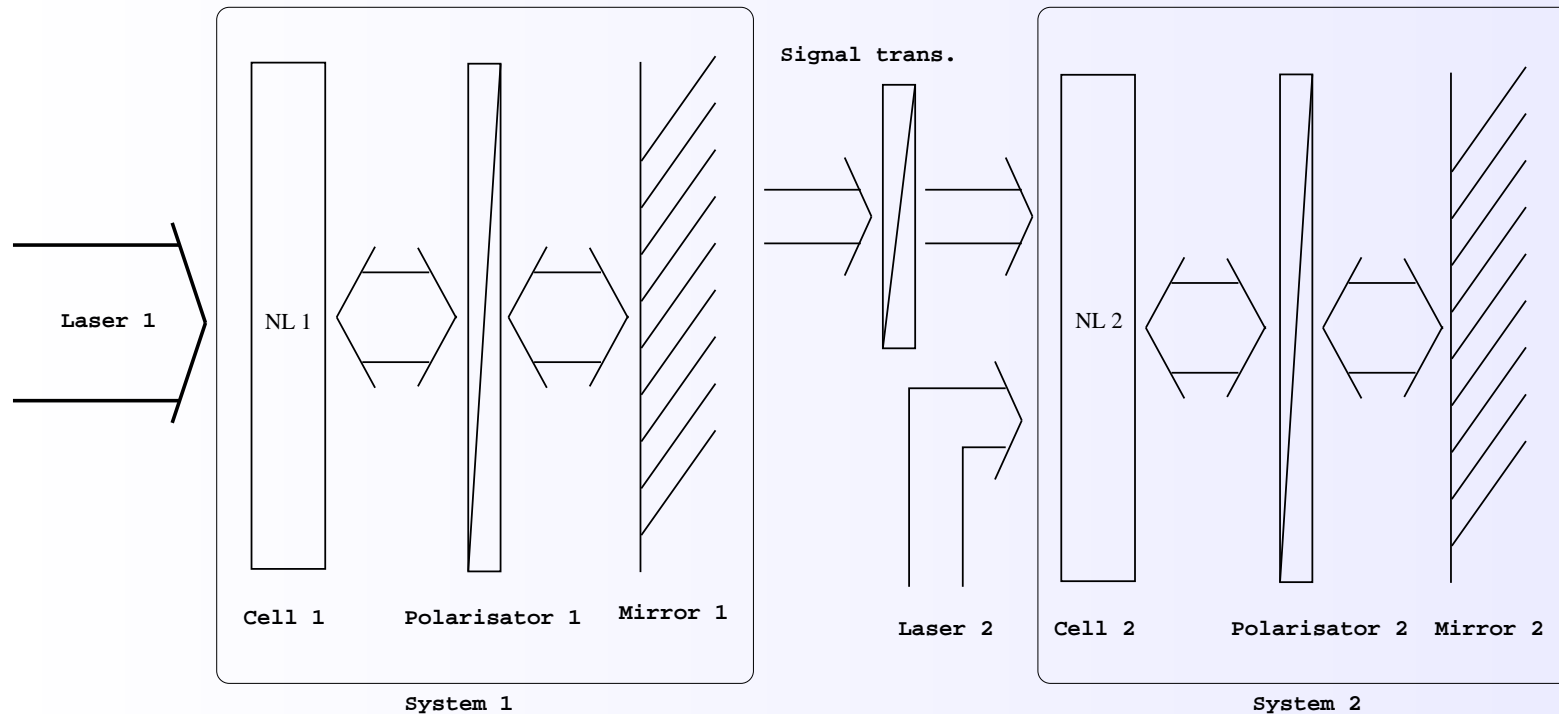 Signal trans.
Laser 1
NL 1
NL 2
Cell 1
Polarisator 1
Mirror 1
Laser 2
Cell 2
Polarisator 2
Mirror 2
System 1
System 2